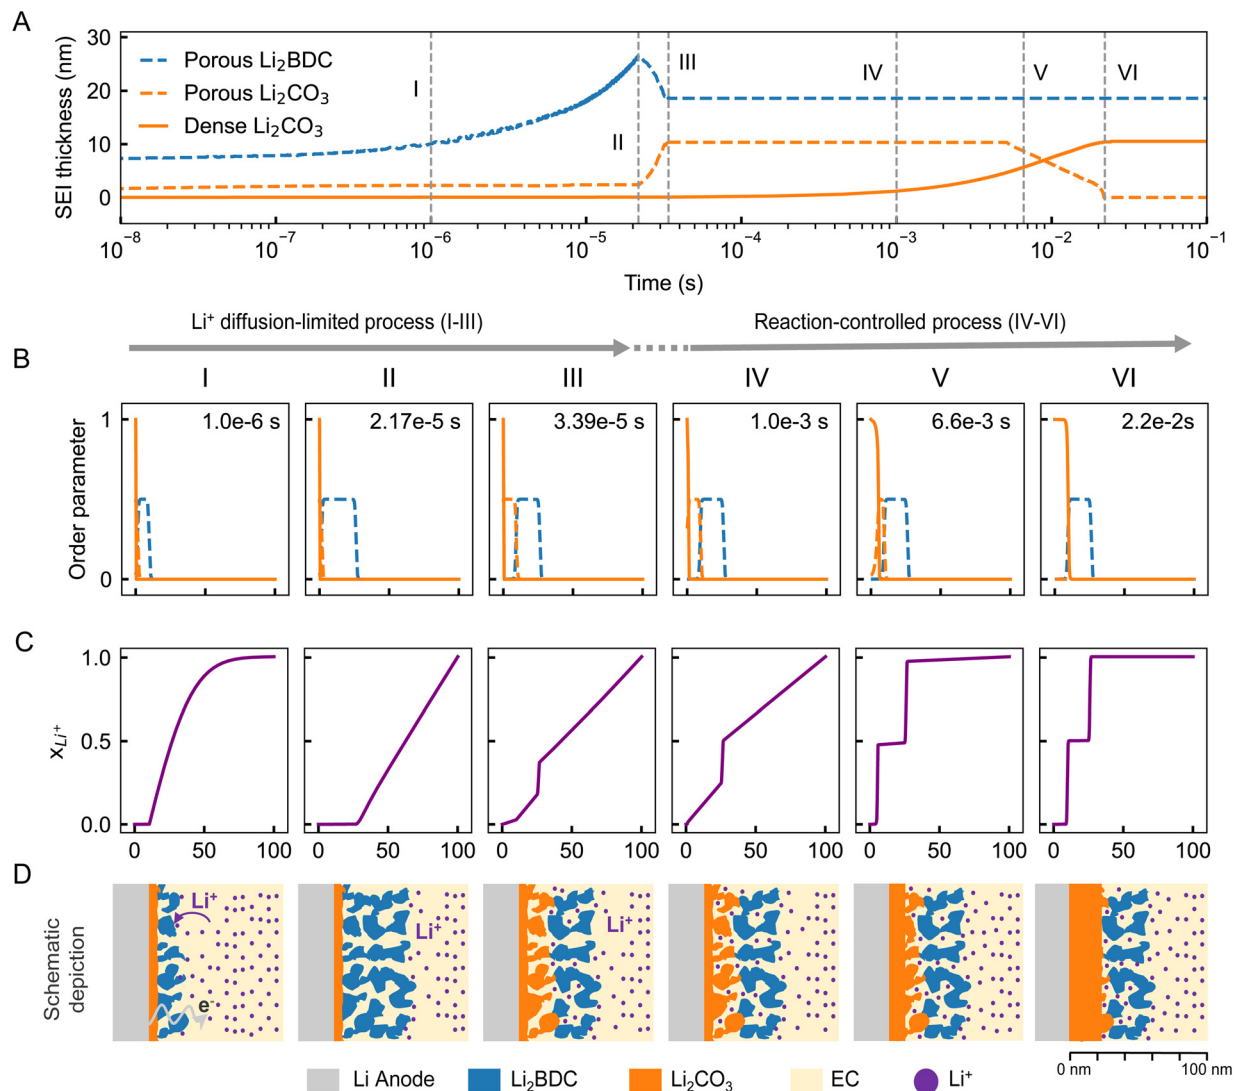 A
SEI thickness (nm)
30
20
10
0
Porous Li₂BDC
Porous Li₂CO₃
Dense Li₂CO₃
I
II
III
IV
V
VI
10⁻⁸
10⁻⁷
10⁻⁶
10⁻⁵
10⁻⁴
10⁻³
10⁻²
10⁻¹
Time (s)
Li⁺ diffusion-limited process (I-III)
Reaction-controlled process (IV-VI)
B
I
II
III
IV
V
VI
Order parameter
1
0
1.0e-6 s
2.17e-5 s
3.39e-5 s
1.0e-3 s
6.6e-3 s
2.2e-2s
C
x_Li⁺
1.0
0.5
0.0
0 50 100
0 50 100
0 50 100
0 50 100
0 50 100
0 50 100
D
Schematic
depiction
Li⁺
e⁻
Li⁺
Li⁺
0 nm
100 nm
Li Anode
Li₂BDC
Li₂CO₃
EC
Li⁺